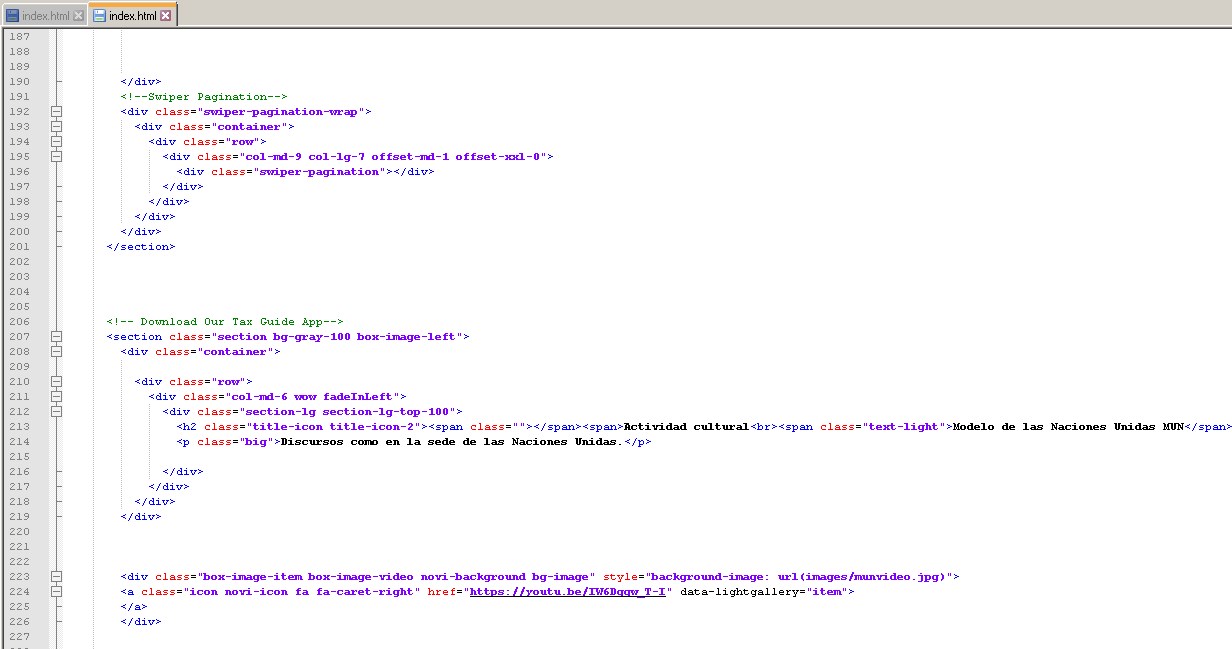 index.html index.html
187
188
189
190 </div>
191 <!--Swiper Pagination-->
192 <div class="swiper-pagination-wrap">
193 <div class="container">
194 <div class="row">
195 <div class="col-md-9 col-lg-7 offset-md-1 offset-xxl-0">
196 <div class="swiper-pagination"></div>
197 </div>
198 </div>
199 </div>
200 </div>
201 </section>
202
203
204
205
206 <!-- Download Our Tax Guide App-->
207 <section class="section bg-gray-100 box-image-left">
208 <div class="container">
209
210 <div class="row">
211 <div class="col-md-6 wow fadeInLeft">
212 <div class="section-lg section-lg-top-100">
213 <h2 class="title-icon title-icon-2"><span class=""></span><span>Actividad cultural<br><span class="text-light">Modelo de las Naciones Unidas MUN</span>
214 <p class="big">Discursos como en la sede de las Naciones Unidas.</p>
215
216 </div>
217 </div>
218 </div>
219 </div>
220
221
222
223 <div class="box-image-item box-image-video novi-background bg-image" style="background-image: url(images/munvideo.jpg)">
224 <a class="icon novi-icon fa fa-caret-right" href="https://youtu.be/IW6Dqqw_T-I" data-lightgallery="item">
225 </a>
226 </div>
227